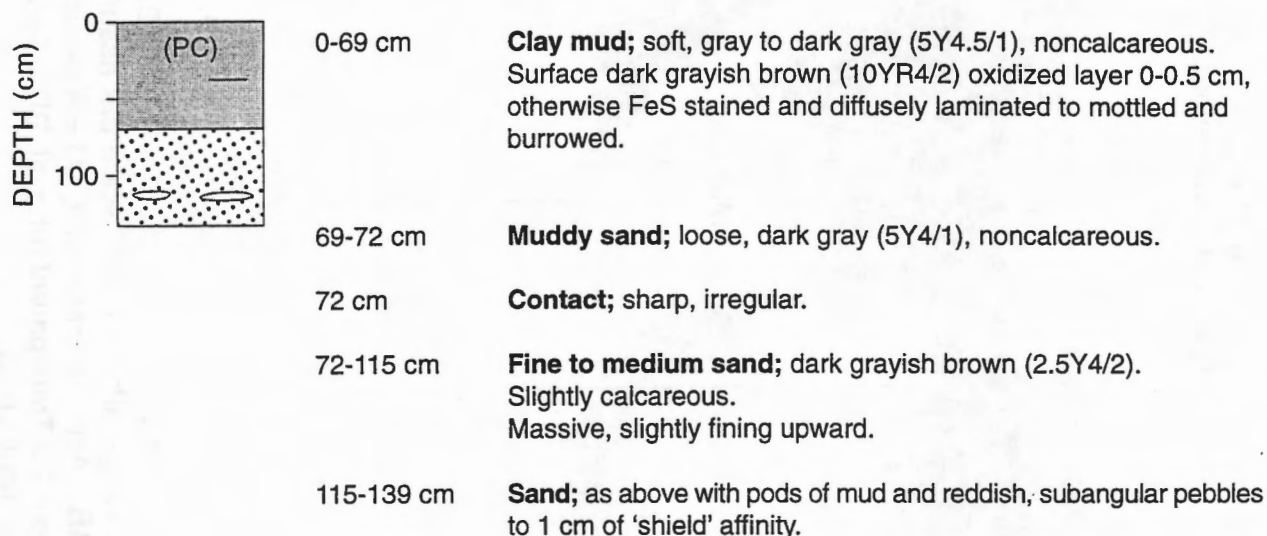 DEPTH (cm)
0
100
(PC)
0-69 cm Clay mud; soft, gray to dark gray (5Y4.5/1), noncalcareous.
Surface dark grayish brown (10YR4/2) oxidized layer 0-0.5 cm,
otherwise FeS stained and diffusely laminated to mottled and
burrowed.
69-72 cm Muddy sand; loose, dark gray (5Y4/1), noncalcareous.
72 cm Contact; sharp, irregular.
72-115 cm Fine to medium sand; dark grayish brown (2.5Y4/2).
Slightly calcareous.
Massive, slightly fining upward.
115-139 cm Sand; as above with pods of mud and reddish, subangular pebbles
to 1 cm of 'shield' affinity.